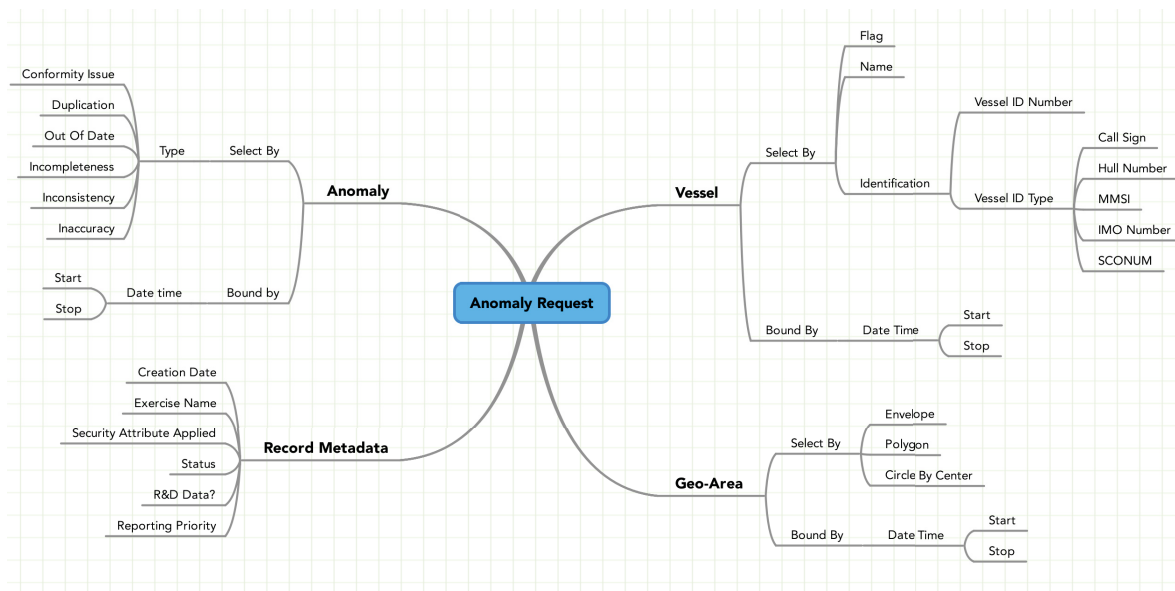 Anomaly Request
Anomaly
Select By
Type
Conformity Issue
Duplication
Out Of Date
Incompleteness
Inconsistency
Inaccuracy
Bound by
Date time
Start
Stop
Record Metadata
Creation Date
Exercise Name
Security Attribute Applied
Status
R&D Data?
Reporting Priority
Vessel
Select By
Flag
Name
Identification
Vessel ID Number
Vessel ID Type
Call Sign
Hull Number
MMSI
IMO Number
SCONUM
Bound By
Date Time
Start
Stop
Geo-Area
Select By
Envelope
Polygon
Circle By Center
Bound By
Date Time
Start
Stop